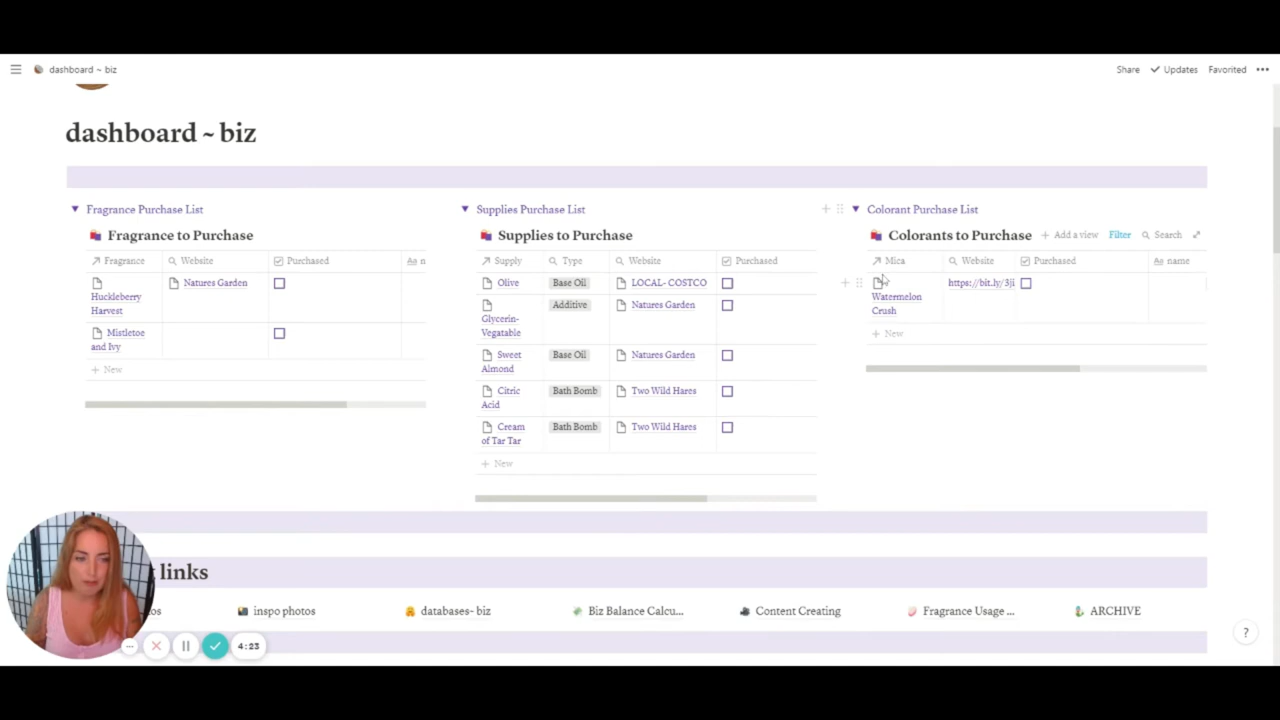 dashboard ~ biz
Share
Updates
Favorited
dashboard ~ biz
Fragrance Purchase List
Fragrance to Purchase
Fragrance
Website
Purchased
Aa n
Huckleberry
Harvest
Natures Garden
Mistletoe
and Ivy
+ New
Supplies Purchase List
Supplies to Purchase
Supply
Type
Website
Purchased
Olive
Base Oil
LOCAL- COSTCO
Glycerin-
Vegatable
Additive
Natures Garden
Sweet
Almond
Base Oil
Natures Garden
Citric
Acid
Bath Bomb
Two Wild Hares
Cream
of Tar Tar
Bath Bomb
Two Wild Hares
+ New
Colorant Purchase List
Colorants to Purchase
+ Add a view
Filter
Search
Mica
Website
Purchased
Aa name
Watermelon
Crush
https://bit.ly/3ji
+ New
links
inspo photos
databases- biz
Biz Balance Calcu...
Content Creating
Fragrance Usage ...
ARCHIVE
4:23
?